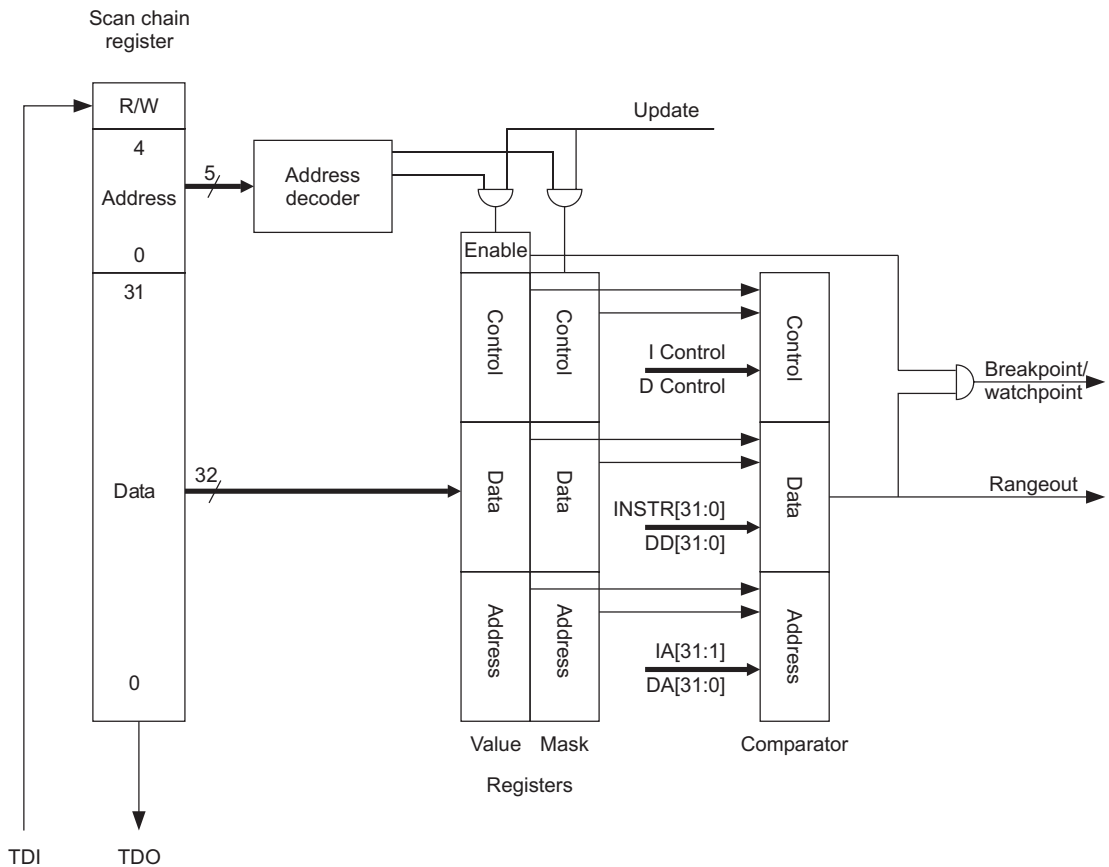 Scan chain
register
R/W
Update
4
Address
0
5
Address
decoder
Enable
31
Data
0
32
Control
Control
I Control
D Control
Control
Breakpoint/
watchpoint
Data
Data
INSTR[31:0]
DD[31:0]
Data
Rangeout
Address
Address
IA[31:1]
DA[31:0]
Address
Value
Mask
Comparator
Registers
TDI
TDO